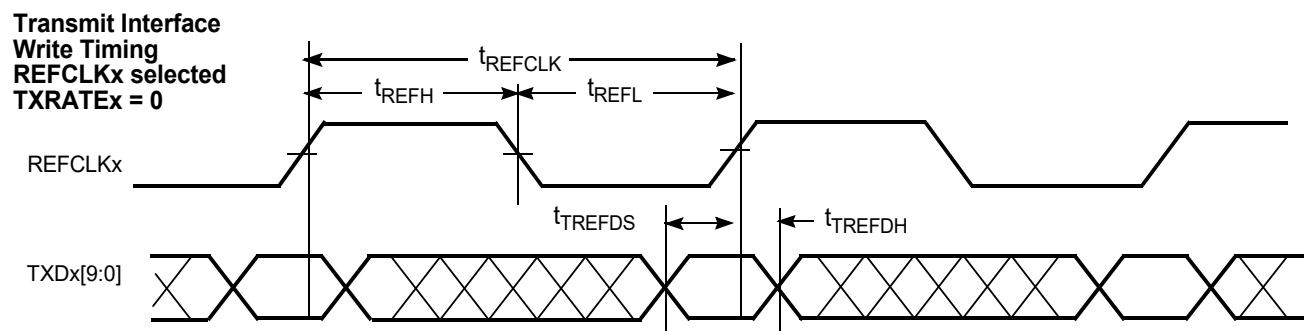 Transmit Interface
Write Timing
REFCLKx selected
TXRATEx = 0
tREFCLK
tREFH
tREFL
REFCLKx
tTREFDS
tTREFDH
TXDx[9:0]